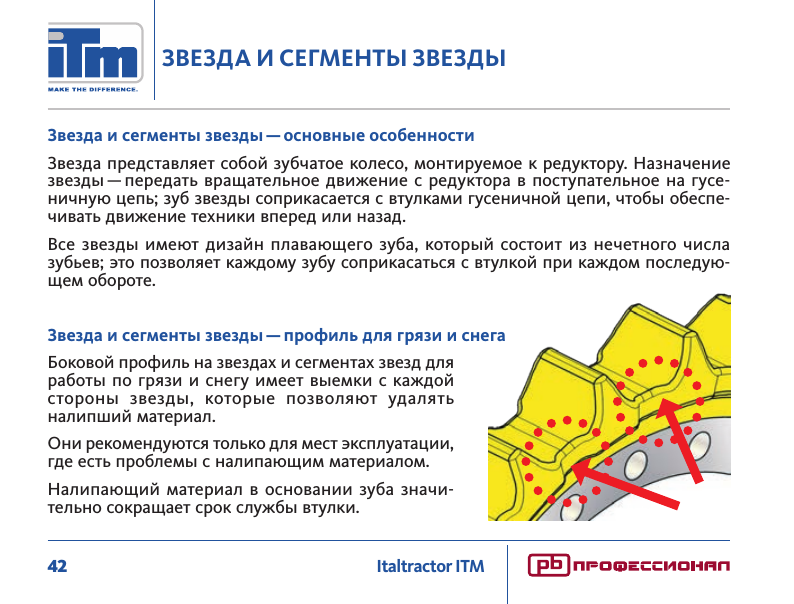 iTm
MAKE THE DIFFERENCE.
ЗВЕЗДА И СЕГМЕНТЫ ЗВЕЗДЫ
Звезда и сегменты звезды — основные особенности
Звезда представляет собой зубчатое колесо, монтируемое к редуктору. Назначение
звезды — передать вращательное движение с редуктора в поступательное на гусе-
ничную цепь; зуб звезды соприкасается с втулками гусеничной цепи, чтобы обеспе-
чивать движение техники вперед или назад.
Все звезды имеют дизайн плавающего зуба, который состоит из нечетного числа
зубьев; это позволяет каждому зубу соприкасаться с втулкой при каждом последую-
щем обороте.
Звезда и сегменты звезды — профиль для грязи и снега
Боковой профиль на звездах и сегментах звезд для
работы по грязи и снегу имеет выемки с каждой
стороны звезды, которые позволяют удалять
налипший материал.
Они рекомендуются только для мест эксплуатации,
где есть проблемы с налипающим материалом.
Налипающий материал в основании зуба значи-
тельно сокращает срок службы втулки.
42
Italtractor ITM
pb ПРОФЕССИОНАЛ